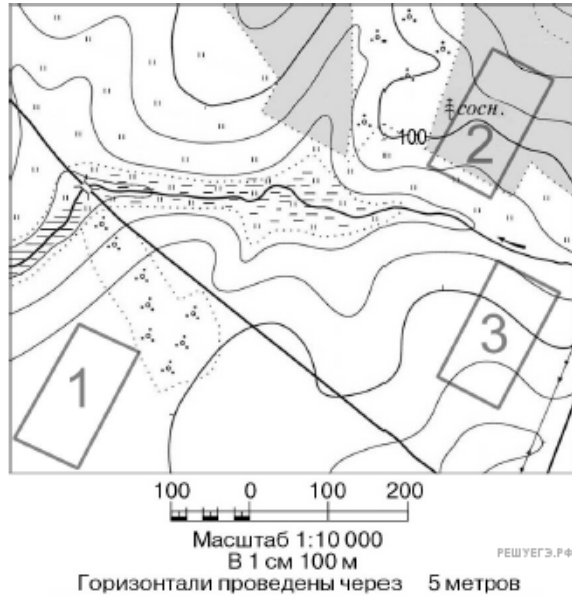 сосн.
100
2
3
1
100 0 100 200
Масштаб 1:10 000
В 1 см 100 м
РЕШУЕГЭ.РФ
Горизонтали проведены через 5 метров